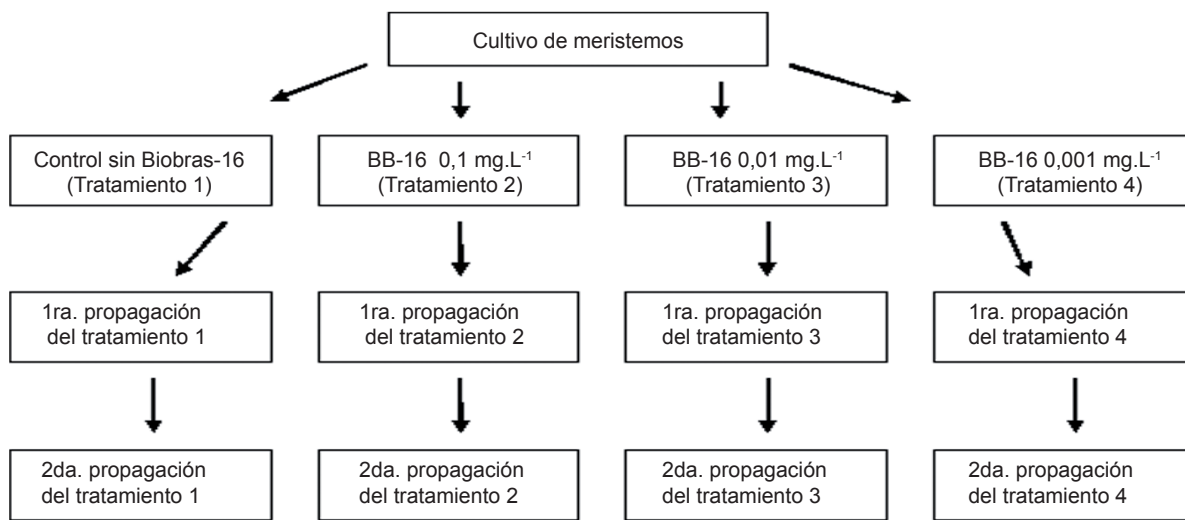 Cultivo de meristemos
Control sin Biobras-16
(Tratamiento 1)
BB-16 0,1 mg.L⁻¹
(Tratamiento 2)
BB-16 0,01 mg.L⁻¹
(Tratamiento 3)
BB-16 0,001 mg.L⁻¹
(Tratamiento 4)
1ra. propagación
del tratamiento 1
1ra. propagación
del tratamiento 2
1ra. propagación
del tratamiento 3
1ra. propagación
del tratamiento 4
2da. propagación
del tratamiento 1
2da. propagación
del tratamiento 2
2da. propagación
del tratamiento 3
2da. propagación
del tratamiento 4